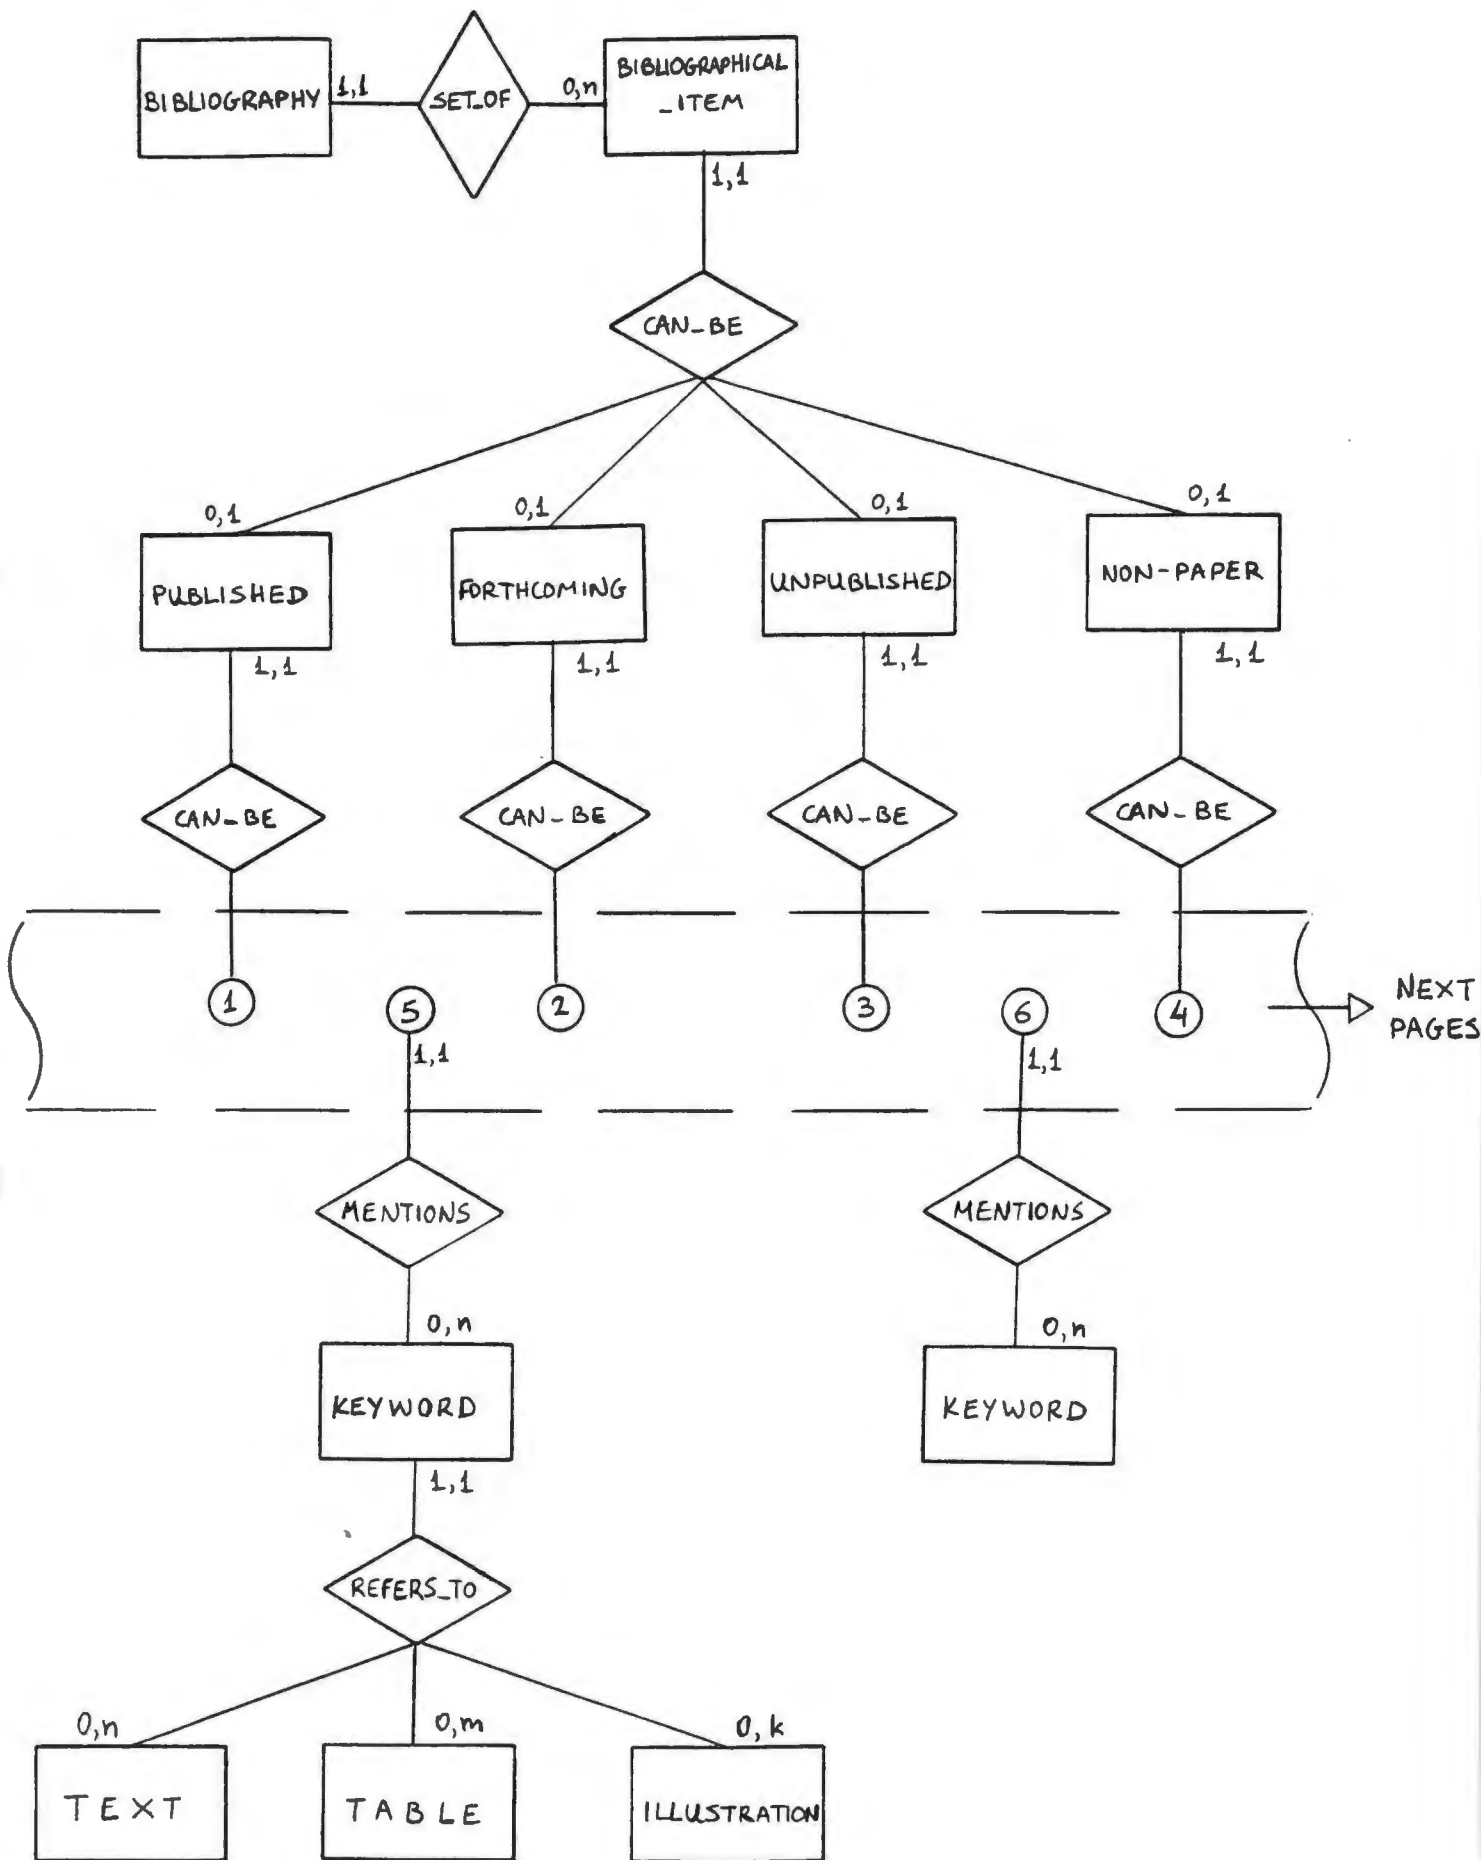 BIBLIOGRAPHY
1,1
SET_OF
0,n
BIBLIOGRAPHICAL
_ITEM
1,1
CAN_BE
0,1
0,1
0,1
0,1
PUBLISHED
FORTHCOMING
UNPUBLISHED
NON-PAPER
1,1
1,1
1,1
1,1
CAN_BE
CAN_BE
CAN_BE
CAN_BE
1
5
2
3
6
4
NEXT
PAGES
1,1
1,1
MENTIONS
MENTIONS
0,n
0,n
KEYWORD
KEYWORD
1,1
REFERS_TO
0,n
0,m
0,k
TEXT
TABLE
ILLUSTRATION